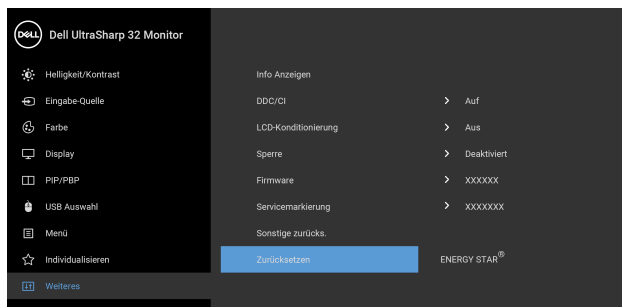 DELL Dell UltraSharp 32 Monitor
Helligkeit/Kontrast Info Anzeigen
Eingabe-Quelle DDC/CI Auf
Farbe LCD-Konditionierung Aus
Display Sperre Deaktiviert
PIP/PBP Firmware XXXXXX
USB Auswahl Servicemarkierung XXXXXXX
Menü Sonstige zurücks.
Individualisieren Zurücksetzen ENERGY STAR®
Weiteres